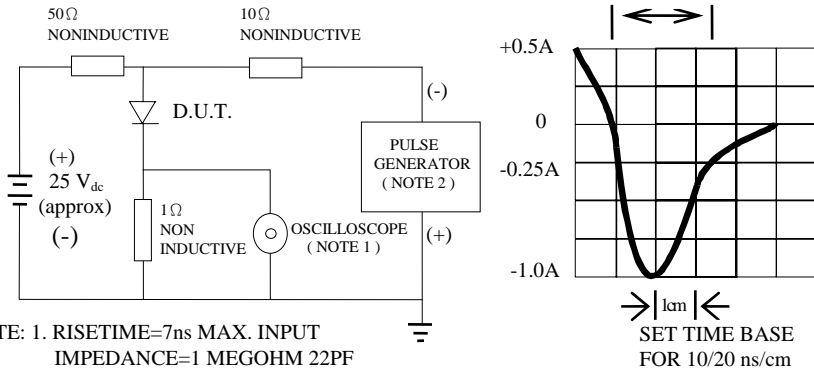 50Ω
NONINDUCTIVE
10Ω
NONINDUCTIVE
D.U.T.
(+)
25 Vdc
(approx)
(-)
1Ω
NON
INDUCTIVE
OSCILLOSCOPE
( NOTE 1 )
(-)
PULSE
GENERATOR
( NOTE 2 )
(+)
+0.5A
0
-0.25A
-1.0A
1cm
SET TIME BASE
FOR 10/20 ns/cm
TE: 1. RISETIME=7ns MAX. INPUT
IMPEDANCE=1 MEGOHM 22PF